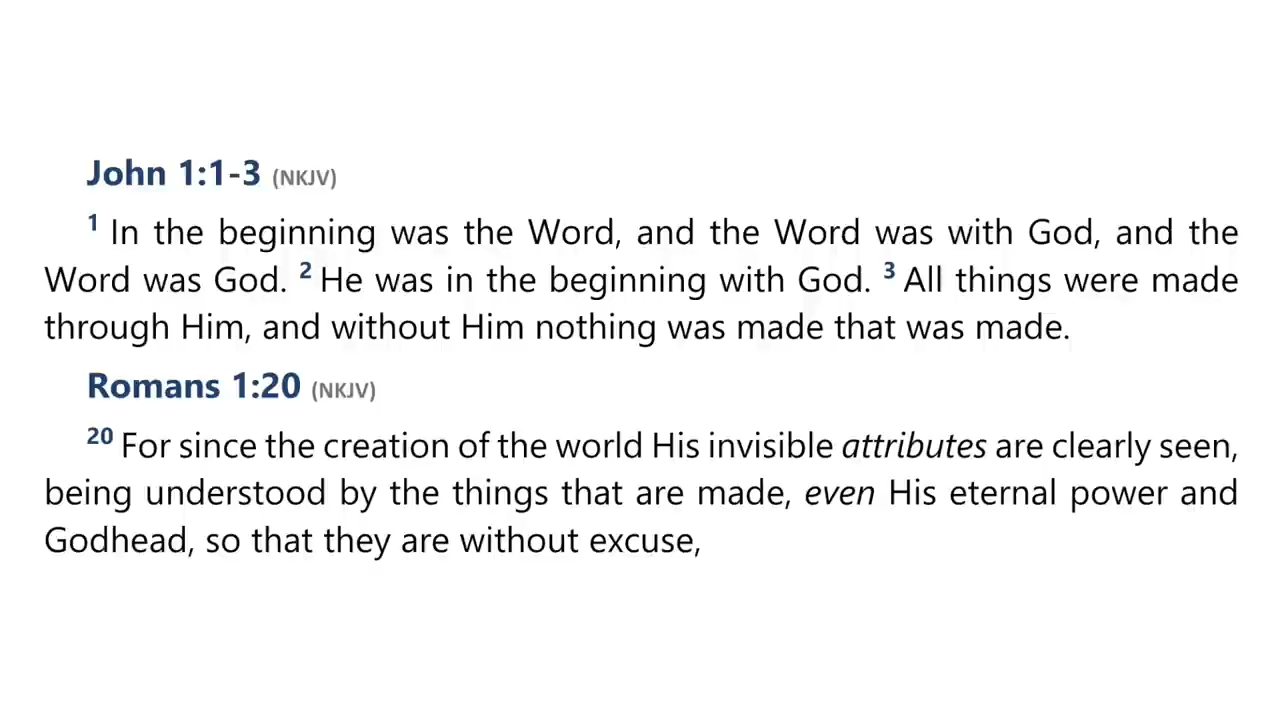 John 1:1-3 (NKJV)
1 In the beginning was the Word, and the Word was with God, and the
Word was God. 2 He was in the beginning with God. 3 All things were made
through Him, and without Him nothing was made that was made.
Romans 1:20 (NKJV)
20 For since the creation of the world His invisible attributes are clearly seen,
being understood by the things that are made, even His eternal power and
Godhead, so that they are without excuse,